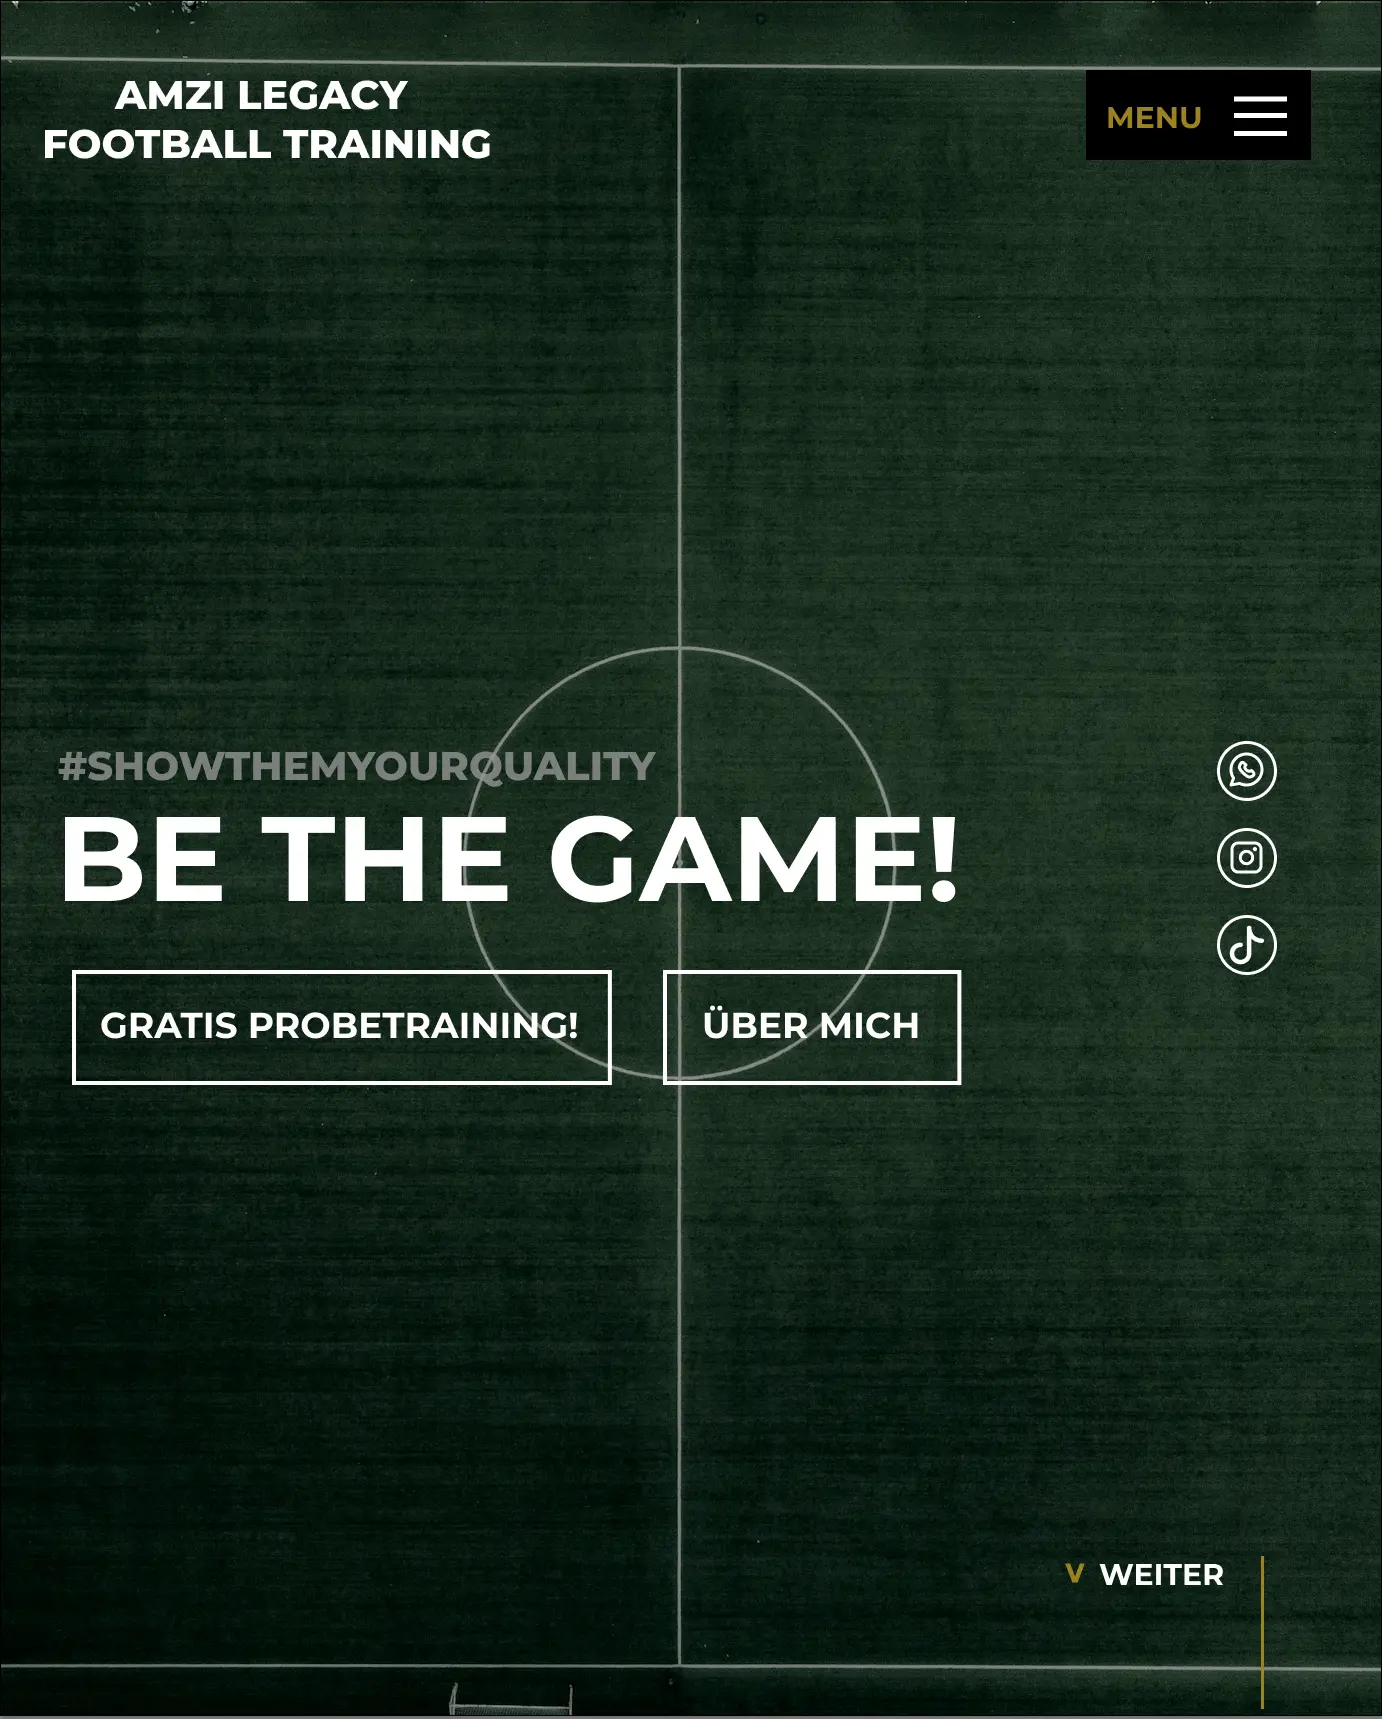 AMZI LEGACY
FOOTBALL TRAINING
MENU
#SHOWTHEMYOURQUALITY
BE THE GAME!
GRATIS PROBETRAINING!
ÜBER MICH
V WEITER